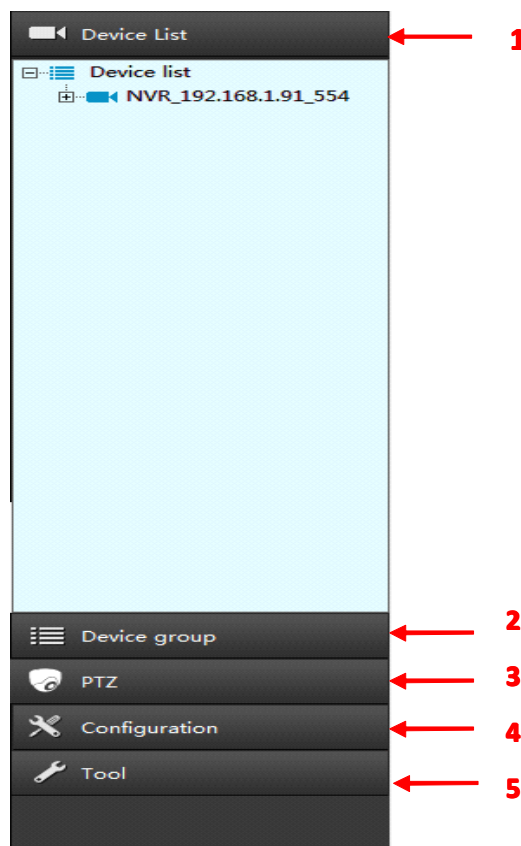 Device List
1
Device list
NVR_192.168.1.91_554
Device group
2
PTZ
3
Configuration
4
Tool
5